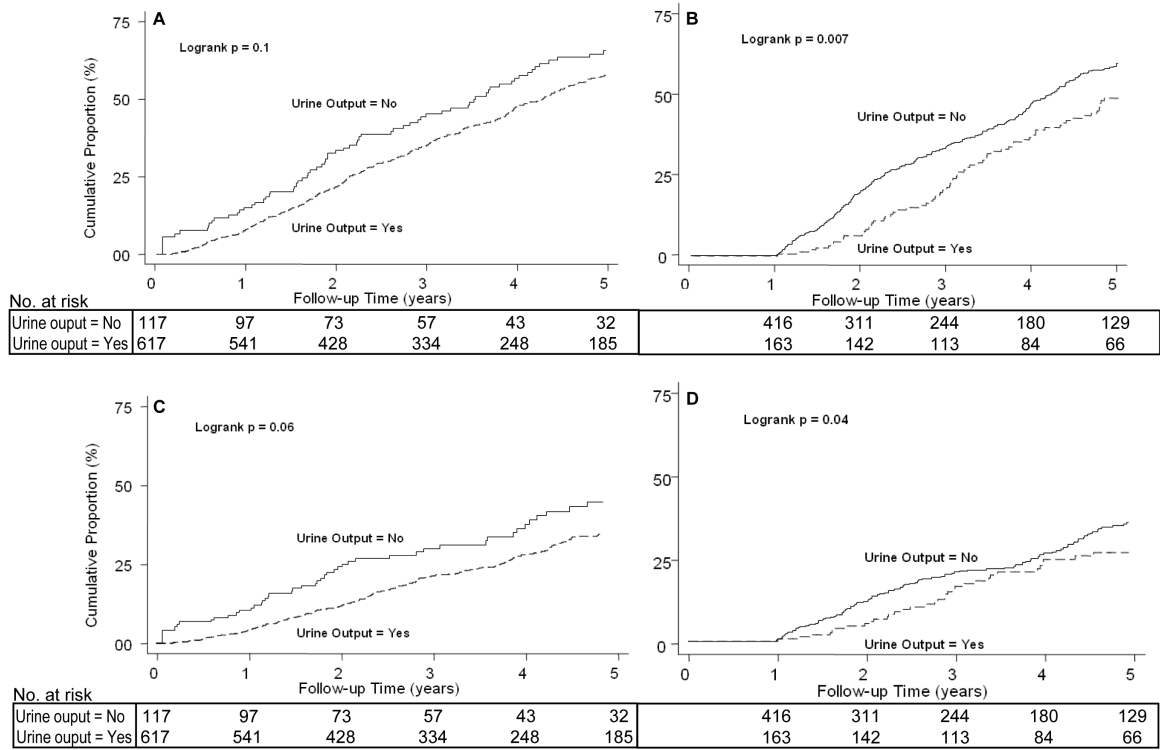 75 A
Logrank p = 0.1
Cumulative Proportion (%)
50
Urine Output = No
25
Urine Output = Yes
00
0 1 2 3 4 5
Follow-up Time (years)
75 B
Logrank p = 0.007
50
Urine Output = No
25
Urine Output = Yes
0
0 1 2 3 4 5
Follow-up Time (years)
No. at risk
Urine ouput = No 117 97 73 57 43 32 416 311 244 180 129
Urine ouput = Yes 617 541 428 334 248 185 163 142 113 84 66
75 C
Logrank p = 0.06
Cumulative Proportion (%)
50
Urine Output = No
25
Urine Output = Yes
00
0 1 2 3 4 5
Follow-up Time (years)
75 D
Logrank p = 0.04
50
Urine Output = No
25
Urine Output = Yes
0
0 1 2 3 4 5
Follow-up Time (years)
No. at risk
Urine ouput = No 117 97 73 57 43 32 416 311 244 180 129
Urine ouput = Yes 617 541 428 334 248 185 163 142 113 84 66